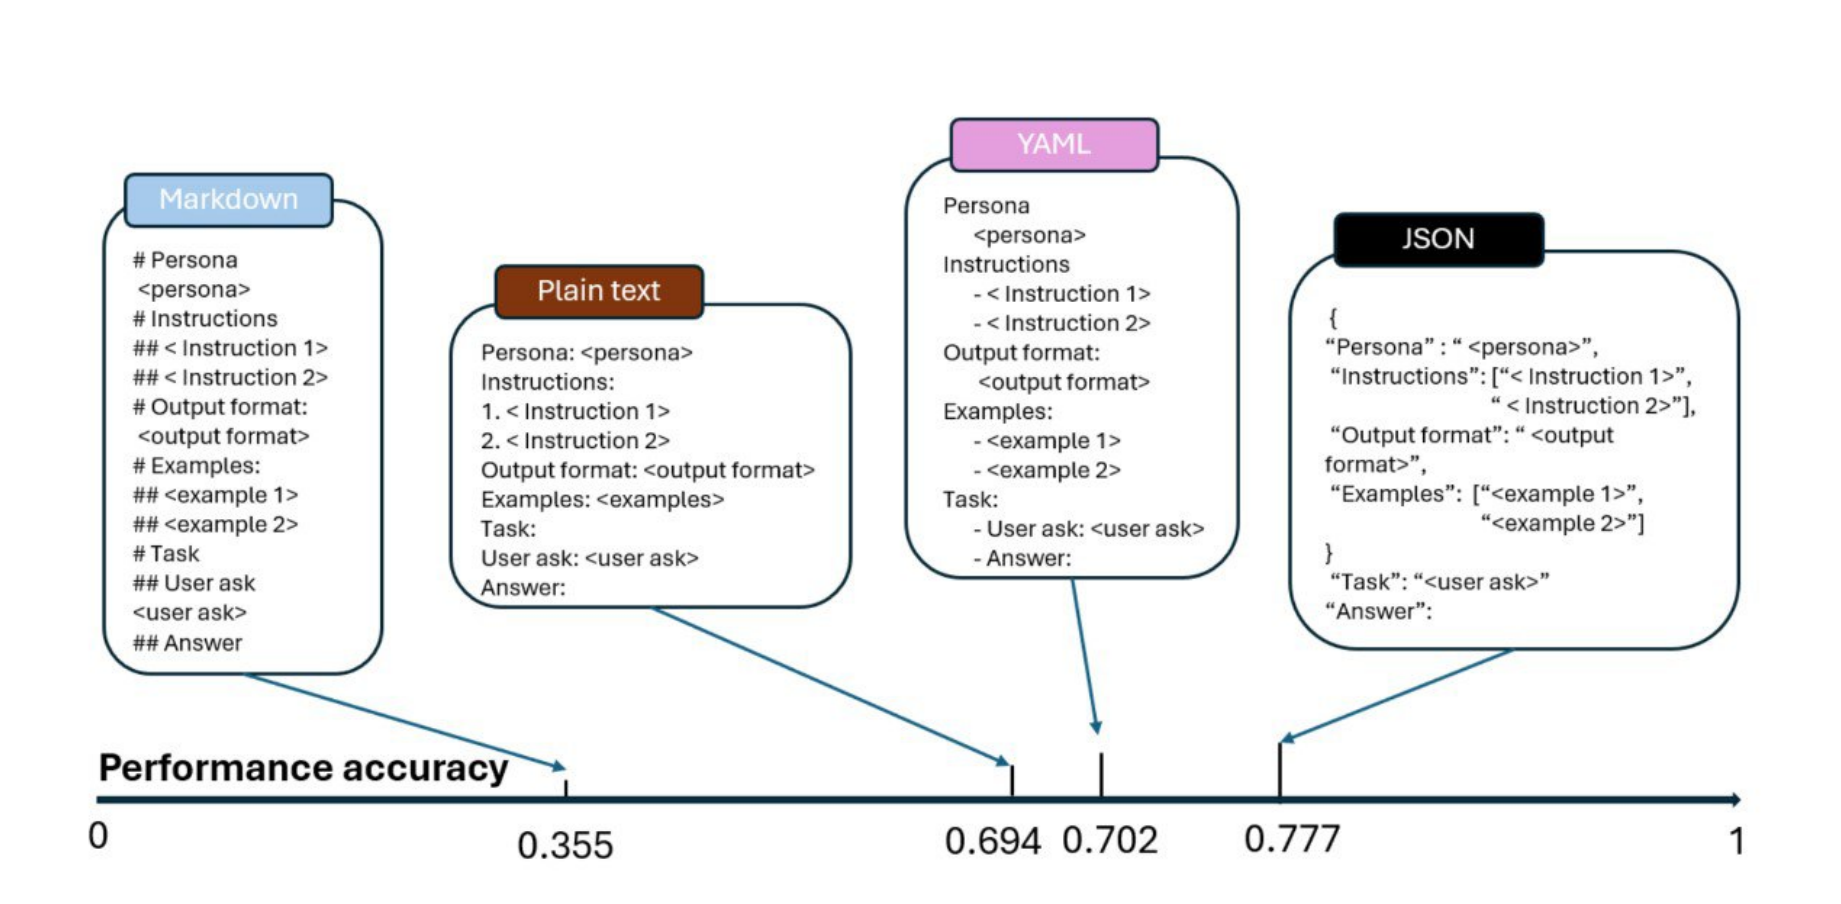 Markdown
# Persona
<persona>
# Instructions
## < Instruction 1>
## < Instruction 2>
# Output format:
<output format>
# Examples:
## <example 1>
## <example 2>
# Task
## User ask
<user ask>
## Answer
Plain text
Persona: <persona>
Instructions:
1. < Instruction 1>
2. < Instruction 2>
Output format: <output format>
Examples: <examples>
Task:
User ask: <user ask>
Answer:
YAML
Persona
<persona>
Instructions
- < Instruction 1>
- < Instruction 2>
Output format:
<output format>
Examples:
- <example 1>
- <example 2>
Task:
- User ask: <user ask>
- Answer:
JSON
{
“Persona” : “ <persona>”,
“Instructions”: [“< Instruction 1>”,
“ < Instruction 2>”],
“Output format”: “ <output
format>”,
“Examples”: [“<example 1>”,
“<example 2>”]
}
“Task”: “<user ask>”
“Answer”:
Performance accuracy
0
0.355
0.694
0.702
0.777
1